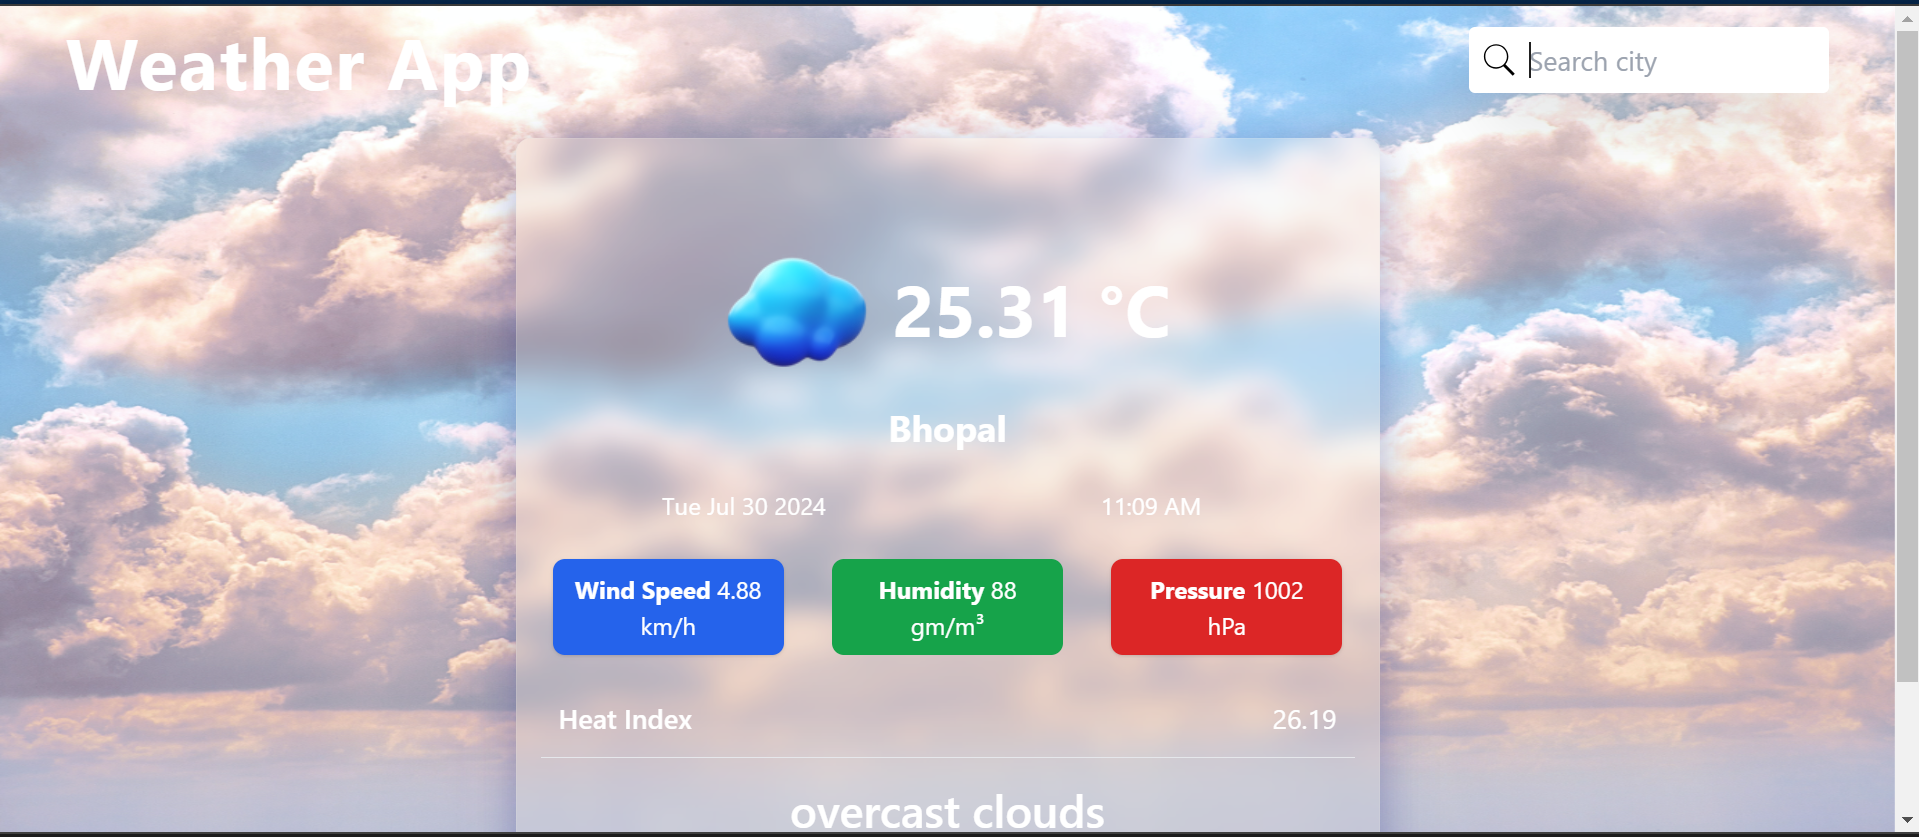 Weather App
Search city
25.31 °C
Bhopal
Tue Jul 30 2024
11:09 AM
Wind Speed 4.88
km/h
Humidity 88
gm/m³
Pressure 1002
hPa
Heat Index
26.19
overcast clouds